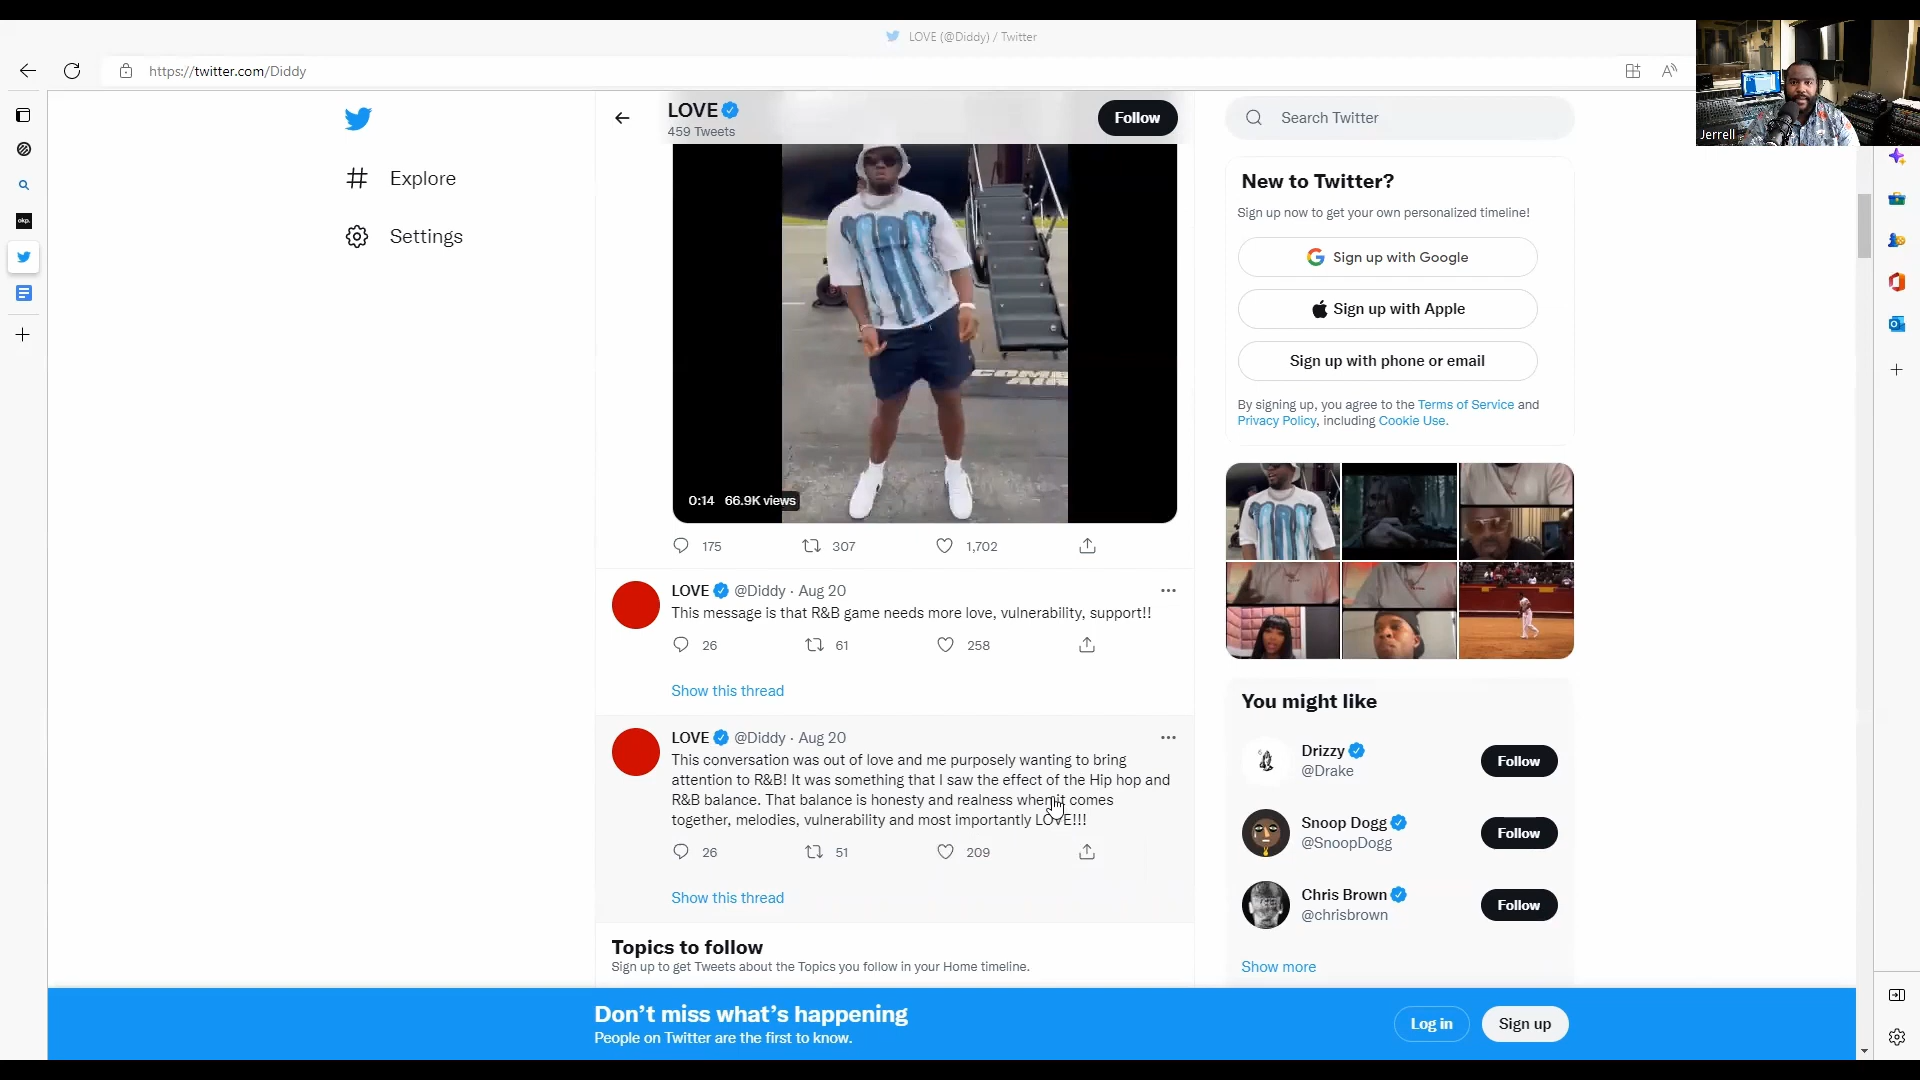 LOVE (@Diddy) / Twitter
https://twitter.com/Diddy
Jerrell
Explore
Settings
LOVE
459 Tweets
Follow
0:14 66.9K views
175 307 1,702
LOVE @Diddy · Aug 20
This message is that R&B game needs more love, vulnerability, support!!
26 61 258
Show this thread
LOVE @Diddy · Aug 20
This conversation was out of love and me purposely wanting to bring
attention to R&B! It was something that I saw the effect of the Hip hop and
R&B balance. That balance is honesty and realness when it comes
together, melodies, vulnerability and most importantly LOVE!!!
26 51 209
Show this thread
Topics to follow
Sign up to get Tweets about the Topics you follow in your Home timeline.
Search Twitter
New to Twitter?
Sign up now to get your own personalized timeline!
Sign up with Google
Sign up with Apple
Sign up with phone or email
By signing up, you agree to the Terms of Service and
Privacy Policy, including Cookie Use.
You might like
Drizzy
@Drake
Follow
Snoop Dogg
@SnoopDogg
Follow
Chris Brown
@chrisbrown
Follow
Show more
Don't miss what's happening
People on Twitter are the first to know.
Log in
Sign up